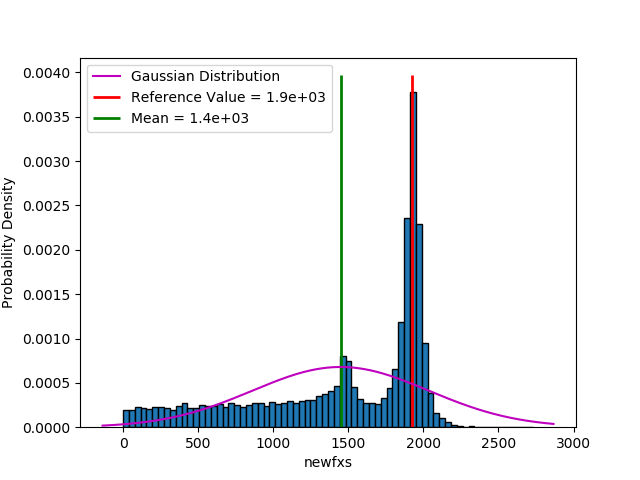 Gaussian Distribution
Reference Value = 1.9e+03
Mean = 1.4e+03
0.0040
0.0035
0.0030
0.0025
0.0020
0.0015
0.0010
0.0005
0.0000
Probability Density
0 500 1000 1500 2000 2500 3000
newfxs